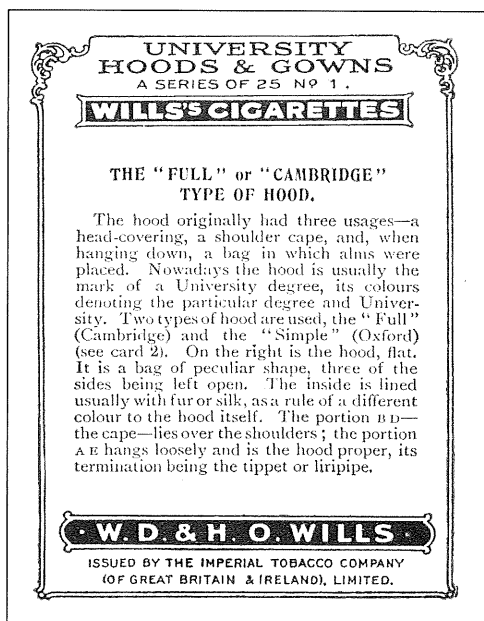 UNIVERSITY
HOODS & GOWNS
A SERIES OF 25 Nº 1.
WILLS'S CIGARETTES
THE "FULL" or "CAMBRIDGE"
TYPE OF HOOD.
The hood originally had three usages—a
head-covering, a shoulder cape, and, when
hanging down, a bag in which alms were
placed. Nowadays the hood is usually the
mark of a University degree, its colours
denoting the particular degree and Univer-
sity. Two types of hood are used, the "Full"
(Cambridge) and the "Simple" (Oxford)
(see card 2). On the right is the hood, flat.
It is a bag of peculiar shape, three of the
sides being left open. The inside is lined
usually with fur or silk, as a rule of a different
colour to the hood itself. The portion B D—
the cape—lies over the shoulders; the portion
A E hangs loosely and is the hood proper, its
termination being the tippet or liripipe.
· W. D. & H. O. WILLS ·
ISSUED BY THE IMPERIAL TOBACCO COMPANY
(OF GREAT BRITAIN & IRELAND), LIMITED.